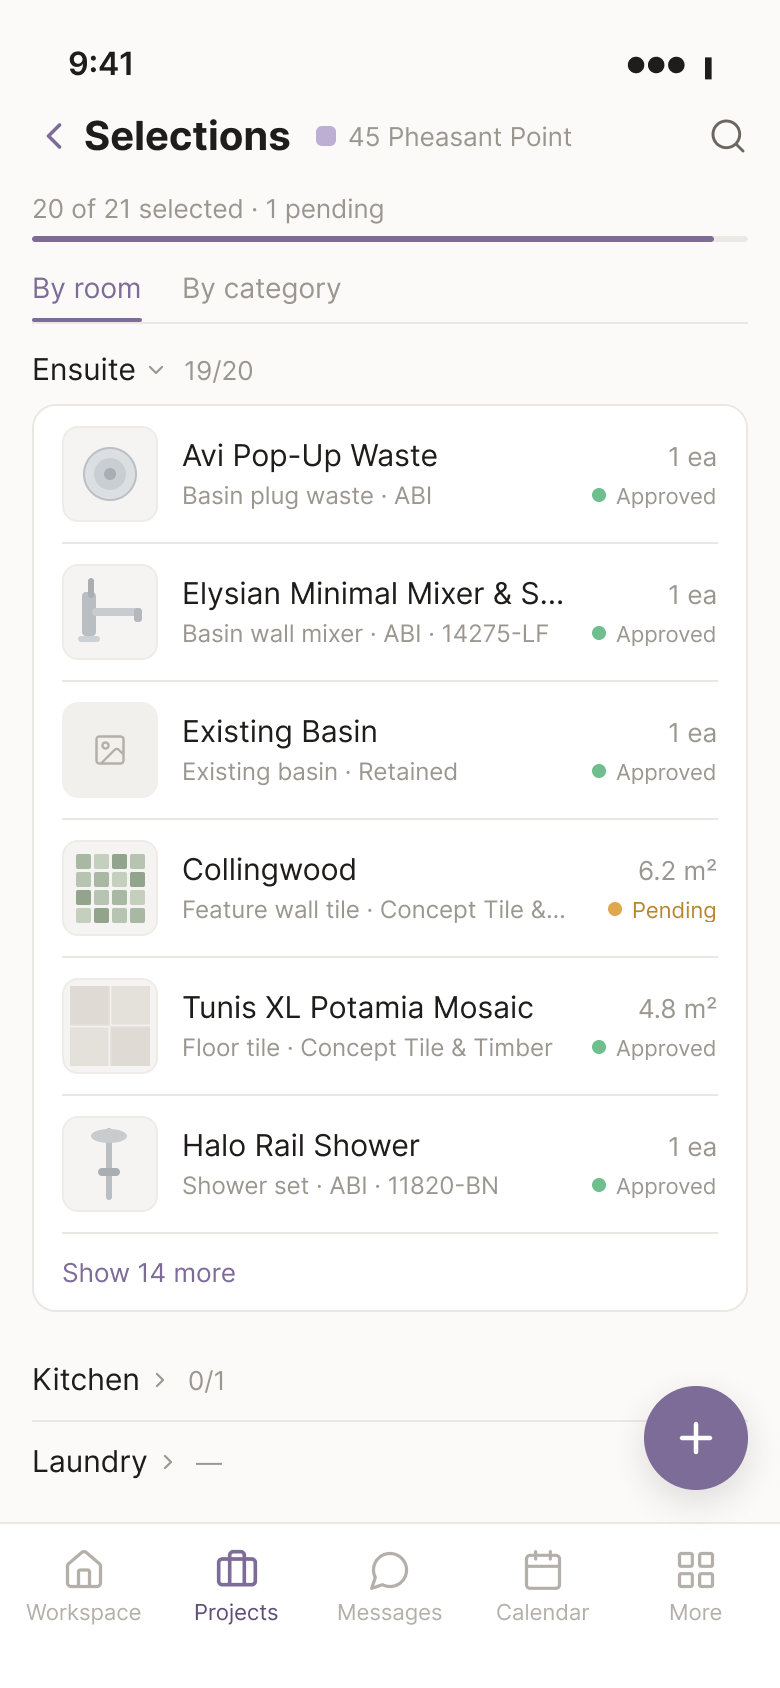 9:41
Selections 45 Pheasant Point
20 of 21 selected · 1 pending
By room By category
Ensuite 19/20
Avi Pop-Up Waste 1 ea
Basin plug waste · ABI Approved
Elysian Minimal Mixer & S... 1 ea
Basin wall mixer · ABI · 14275-LF Approved
Existing Basin 1 ea
Existing basin · Retained Approved
Collingwood 6.2 m²
Feature wall tile · Concept Tile &... Pending
Tunis XL Potamia Mosaic 4.8 m²
Floor tile · Concept Tile & Timber Approved
Halo Rail Shower 1 ea
Shower set · ABI · 11820-BN Approved
Show 14 more
Kitchen 0/1
Laundry —
Workspace Projects Messages Calendar More